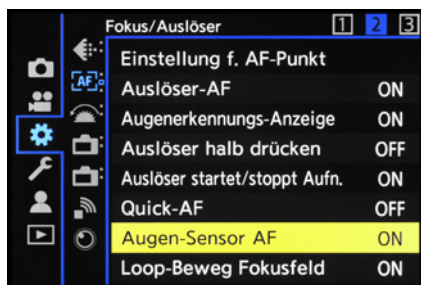 Fokus/Auslöser 1 2 3
Einstellung f. AF-Punkt
AF
Auslöser-AF ON
Augenerkennungs-Anzeige ON
Auslöser halb drücken OFF
Auslöser startet/stoppt Aufn. ON
Quick-AF OFF
Augen-Sensor AF ON
Loop-Beweg Fokusfeld ON